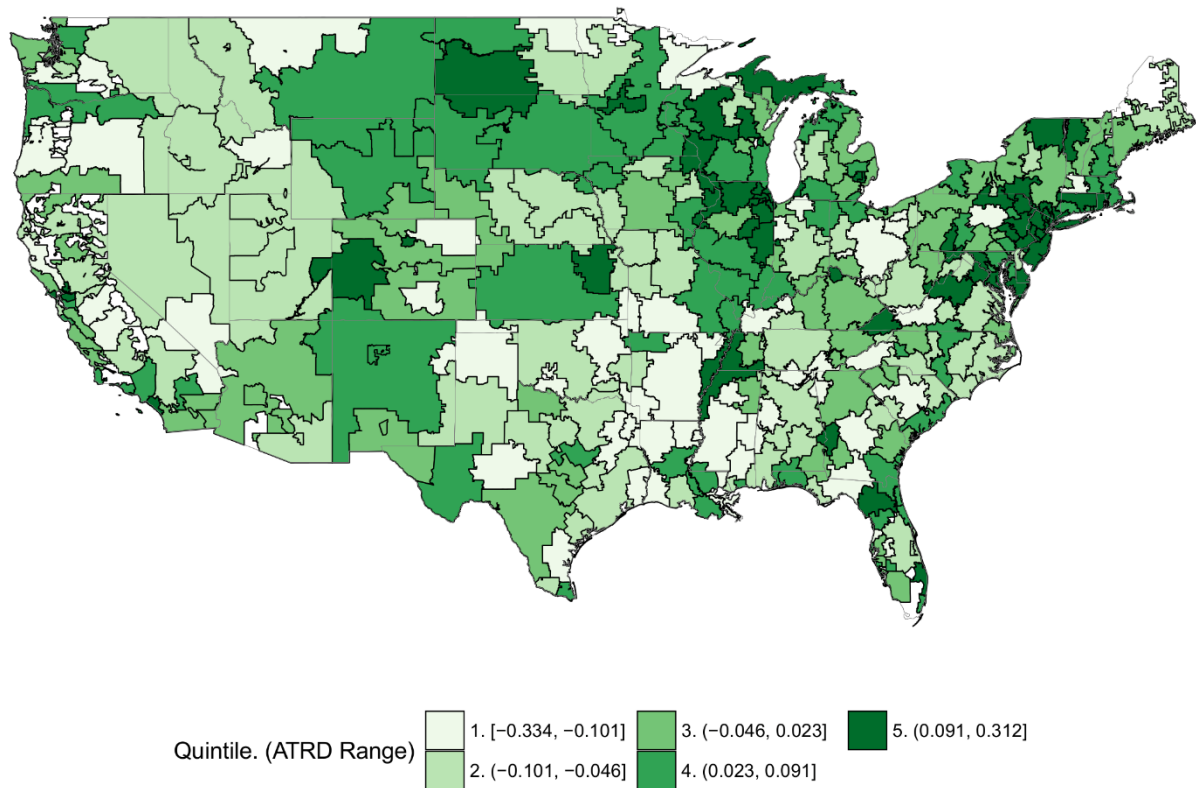 Quintile. (ATRD Range)
1. [−0.334, −0.101]
2. (−0.101, −0.046]
3. (−0.046, 0.023]
4. (0.023, 0.091]
5. (0.091, 0.312]